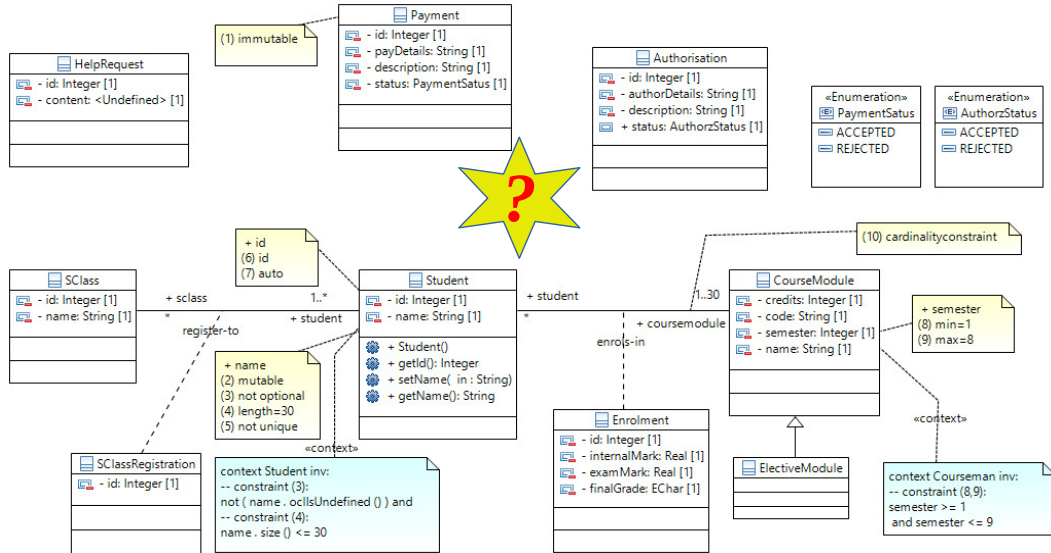 Payment
- id: Integer [1]
- payDetails: String [1]
- description: String [1]
- status: PaymentSatus [1]
(1) immutable
HelpRequest
- id: Integer [1]
- content: <Undefined> [1]
Authorisation
- id: Integer [1]
- authorDetails: String [1]
- description: String [1]
+ status: AuthorzStatus [1]
«Enumeration»
PaymentSatus
ACCEPTED
REJECTED
«Enumeration»
AuthorzStatus
ACCEPTED
REJECTED
?
+ id
(6) id
(7) auto
(10) cardinalityconstraint
SClass
- id: Integer [1]
- name: String [1]
+ sclass
*
register-to
1..*
+ student
Student
- id: Integer [1]
- name: String [1]
+ Student()
+ getId(): Integer
+ setName( in : String)
+ getName(): String
+ student
*
enrols-in
1..30
+ coursemodule
CourseModule
- credits: Integer [1]
- code: String [1]
- semester: Integer [1]
- name: String [1]
+ semester
(8) min=1
(9) max=8
+ name
(2) mutable
(3) not optional
(4) length=30
(5) not unique
«context»
«context»
SClassRegistration
- id: Integer [1]
context Student inv:
-- constraint (3):
not ( name . oclIsUndefined () ) and
-- constraint (4):
name . size () <= 30
Enrolment
- id: Integer [1]
- internalMark: Real [1]
- examMark: Real [1]
- finalGrade: EChar [1]
ElectiveModule
context Courseman inv:
-- constraint (8,9):
semester >= 1
and semester <= 9